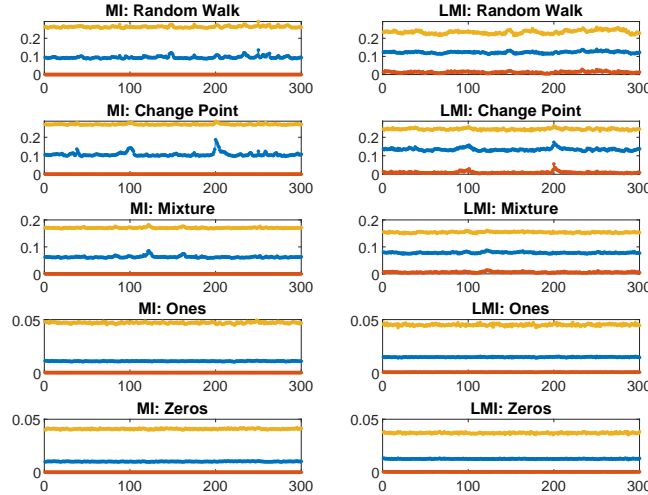 MI: Random Walk
LMI: Random Walk
0.2
0.1
0
0 100 200 300
0.2
0.1
0
0 100 200 300
MI: Change Point
LMI: Change Point
0.2
0.1
0
0 100 200 300
0.2
0.1
0
0 100 200 300
MI: Mixture
LMI: Mixture
0.2
0.1
0
0 100 200 300
0.2
0.1
0
0 100 200 300
MI: Ones
LMI: Ones
0.05
0
0 100 200 300
0.05
0
0 100 200 300
MI: Zeros
LMI: Zeros
0.05
0
0 100 200 300
0.05
0
0 100 200 300